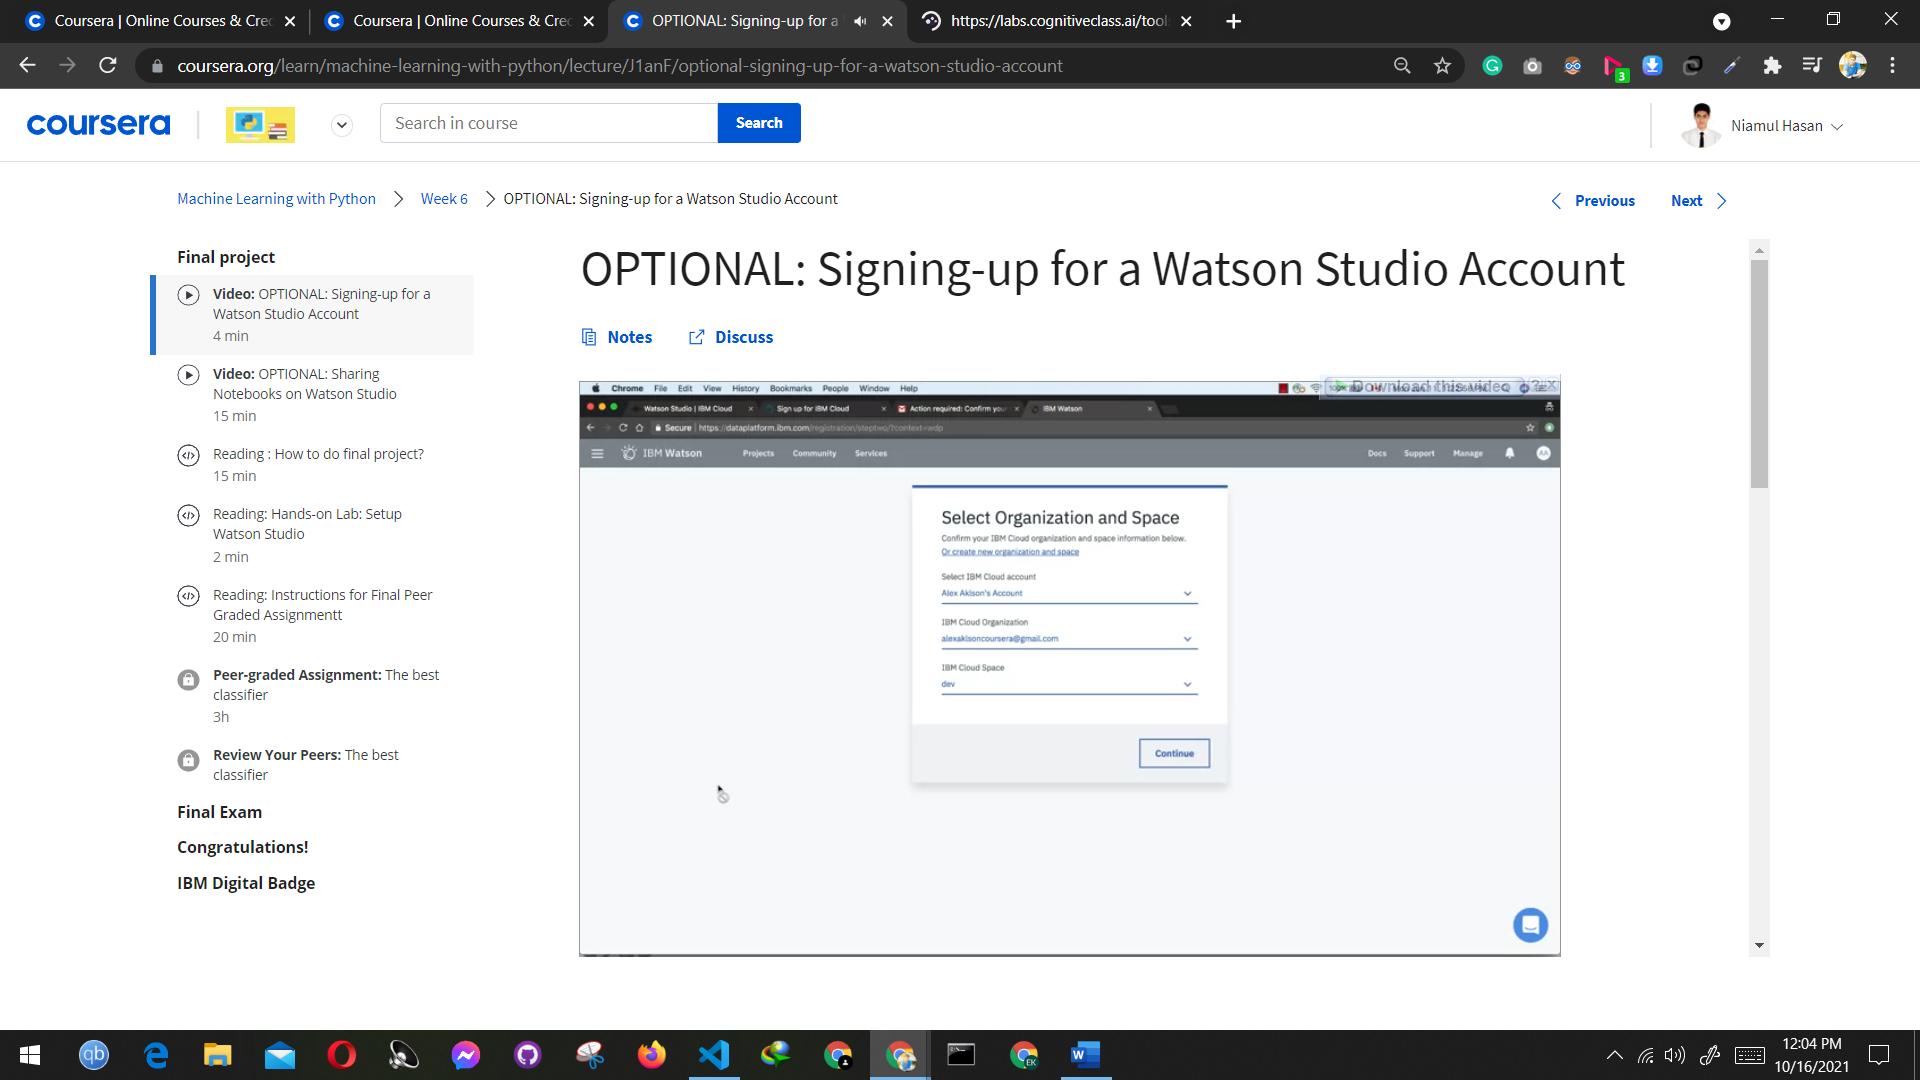 Coursera | Online Courses & Cre
Coursera | Online Courses & Cre
OPTIONAL: Signing-up for a
https://labs.cognitiveclass.ai/tool
coursera.org/learn/machine-learning-with-python/lecture/J1anF/optional-signing-up-for-a-watson-studio-account
3
coursera
Search in course
Search
Niamul Hasan
Machine Learning with Python
Week 6
OPTIONAL: Signing-up for a Watson Studio Account
Previous
Next
Final project
Video: OPTIONAL: Signing-up for a
Watson Studio Account
4 min
Video: OPTIONAL: Sharing
Notebooks on Watson Studio
15 min
Reading : How to do final project?
15 min
Reading: Hands-on Lab: Setup
Watson Studio
2 min
Reading: Instructions for Final Peer
Graded Assignmentt
20 min
Peer-graded Assignment: The best
classifier
3h
Review Your Peers: The best
classifier
Final Exam
Congratulations!
IBM Digital Badge
OPTIONAL: Signing-up for a Watson Studio Account
Notes
Discuss
Chrome File Edit View History Bookmarks People Window Help
Download this video
Watson Studio | IBM Cloud
Sign up for IBM Cloud
Action required: Confirm you
IBM Watson
Secure https://dataplatform.ibm.com/registration/steptwo/?context=wdp
IBM Watson
Projects
Community
Services
Docs
Support
Manage
AA
Select Organization and Space
Confirm your IBM Cloud organization and space information below.
Or create new organization and space
Select IBM Cloud account
Alex Aklson's Account
IBM Cloud Organization
alexaklsoncoursera@gmail.com
IBM Cloud Space
dev
Continue
qb
EK
12:04 PM
10/16/2021